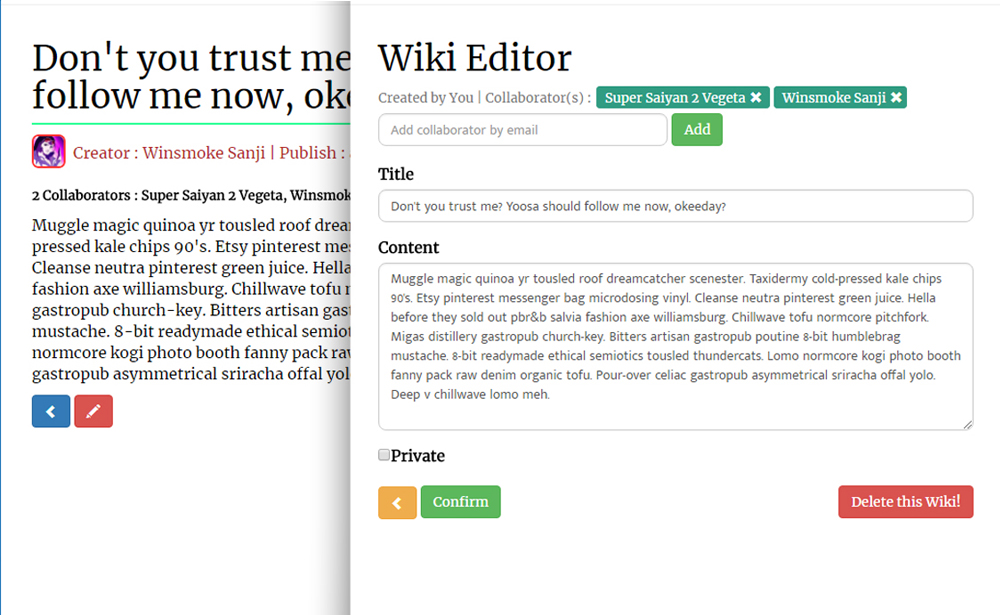 Don't you trust me
follow me now, oke
Creator : Winsmoke Sanji | Publish :
2 Collaborators : Super Saiyan 2 Vegeta, Winsmok
Muggle magic quinoa yr tousled roof drea
pressed kale chips 90's. Etsy pinterest me
Cleanse neutra pinterest green juice. Hella
fashion axe williamsburg. Chillwave tofu
gastropub church-key. Bitters artisan gas
mustache. 8-bit readymade ethical semiot
normcore kogi photo booth fanny pack raw
gastropub asymmetrical sriracha offal yol
Wiki Editor
Created by You | Collaborator(s) : Super Saiyan 2 Vegeta ✖ Winsmoke Sanji ✖
Add collaborator by email Add
Title
Don't you trust me? Yoosa should follow me now, okeeday?
Content
Muggle magic quinoa yr tousled roof dreamcatcher scenester. Taxidermy cold-pressed kale chips
90's. Etsy pinterest messenger bag microdosing vinyl. Cleanse neutra pinterest green juice. Hella
before they sold out pbr&b salvia fashion axe williamsburg. Chillwave tofu normcore pitchfork.
Migas distillery gastropub church-key. Bitters artisan gastropub poutine 8-bit humblebrag
mustache. 8-bit readymade ethical semiotics tousled thundercats. Lomo normcore kogi photo booth
fanny pack raw denim organic tofu. Pour-over celiac gastropub asymmetrical sriracha offal yolo.
Deep v chillwave lomo meh.
Private
Confirm Delete this Wiki!